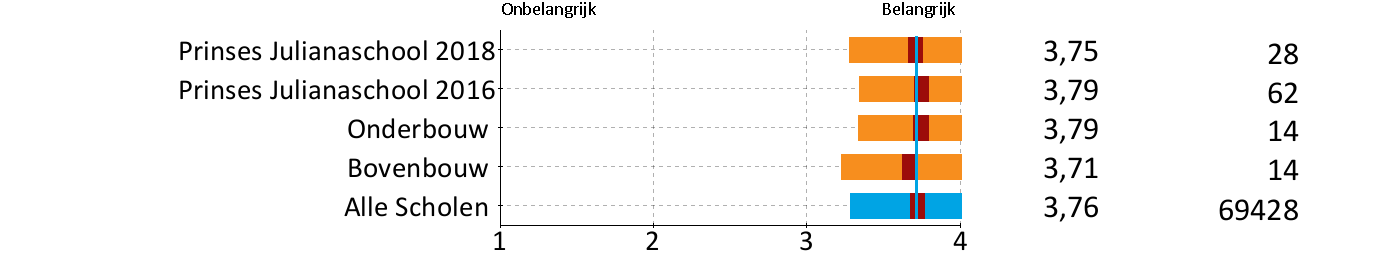 Onbelangrijk Belangrijk
Prinses Julianaschool 2018 3,75 28
Prinses Julianaschool 2016 3,79 62
Onderbouw 3,79 14
Bovenbouw 3,71 14
Alle Scholen 3,76 69428
1 2 3 4